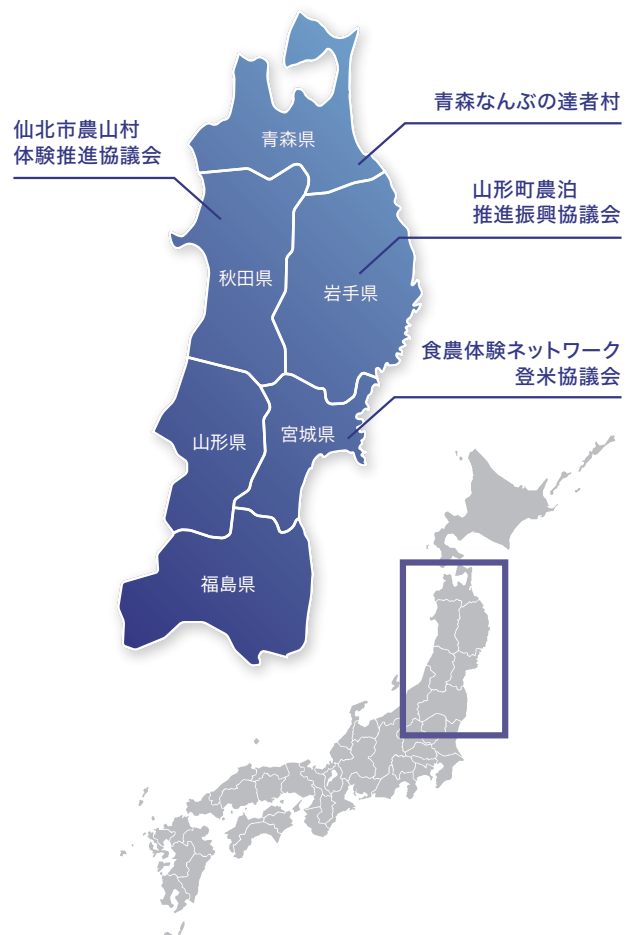 青森県
青森なんぶの達者村
仙北市農山村
体験推進協議会
山形町農泊
推進振興協議会
秋田県
岩手県
食農体験ネットワーク
登米協議会
山形県
宮城県
福島県